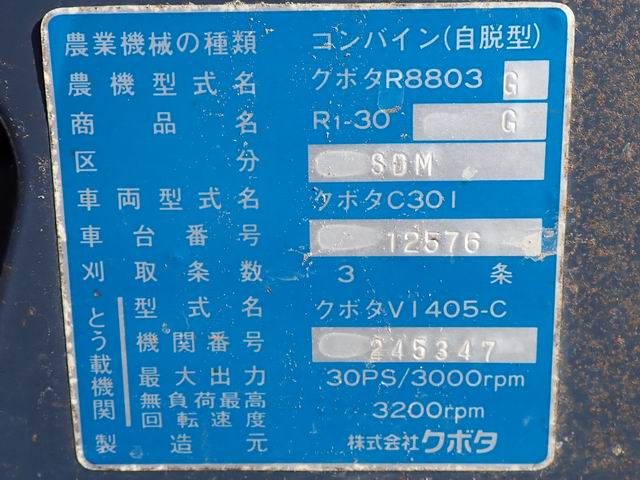 農業機械の種類 コンバイン(自脱型)
農機型式名 クボタR8803 G
商品名 R1-30 G
区分 SDM
車両型式名 クボタC301
車台番号 12576
刈取条数 3条
とう載機関
型式名 クボタV1405-C
機関番号 245347
最大出力 30PS/3000rpm
無負荷最高回転速度 3200rpm
製造元 株式会社クボタ